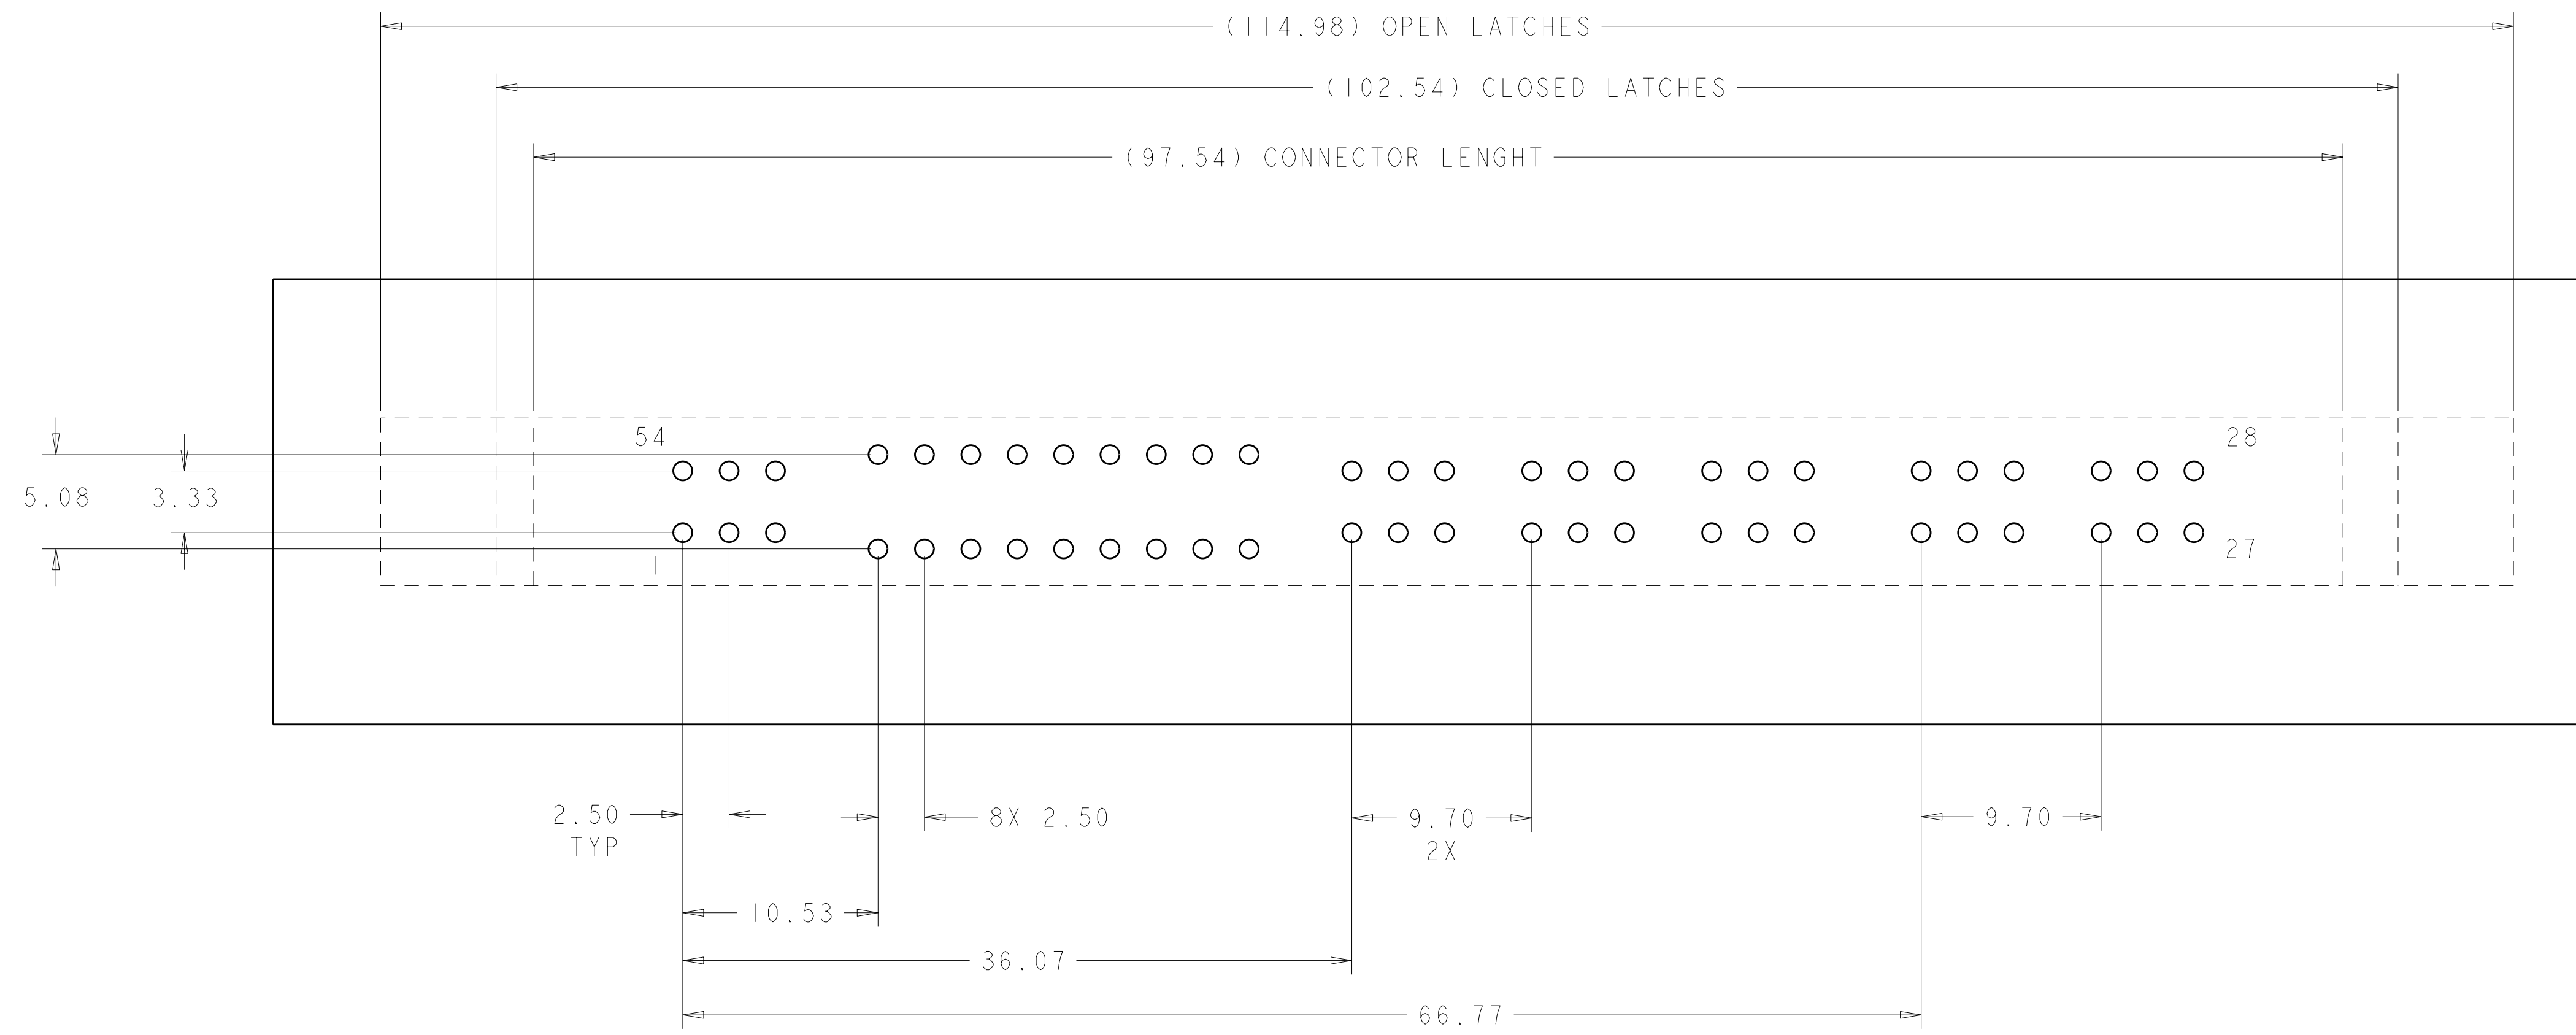 (114.98) OPEN LATCHES
(102.54) CLOSED LATCHES
(97.54) CONNECTOR LENGHT
54
28
5.08
3.33
1
27
2.50
TYP
8X 2.50
9.70
2X
9.70
10.53
36.07
66.77